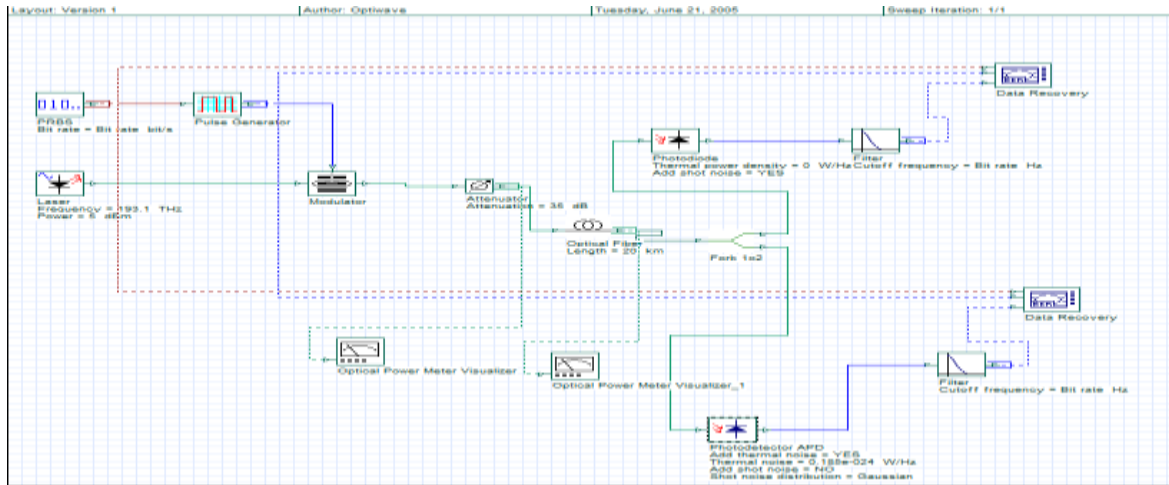 Layout: Version 1
Author: Optiwave
Tuesday, June 21, 2005
Sweep Iteration: 1/1
Data Recovery
010..
PRBS
Bit rate = Bit rate bit/s
Pulse Generator
Photodiode
Thermal power density = 0 W/Hz
Add shot noise = YES
Filter
Cutoff frequency = Bit rate Hz
Laser
Frequency = 193.1 THz
Power = 5 dBm
Modulator
Attenuator
Attenuation = 35 dB
Optical Fiber
Length = 20 km
Fork 1x2
Data Recovery
Optical Power Meter Visualizer
Optical Power Meter Visualizer_1
Filter
Cutoff frequency = Bit rate Hz
Photodetector APD
Add thermal noise = YES
Thermal noise = 0.188e-024 W/Hz
Add shot noise = NO
Shot noise distribution = Gaussian